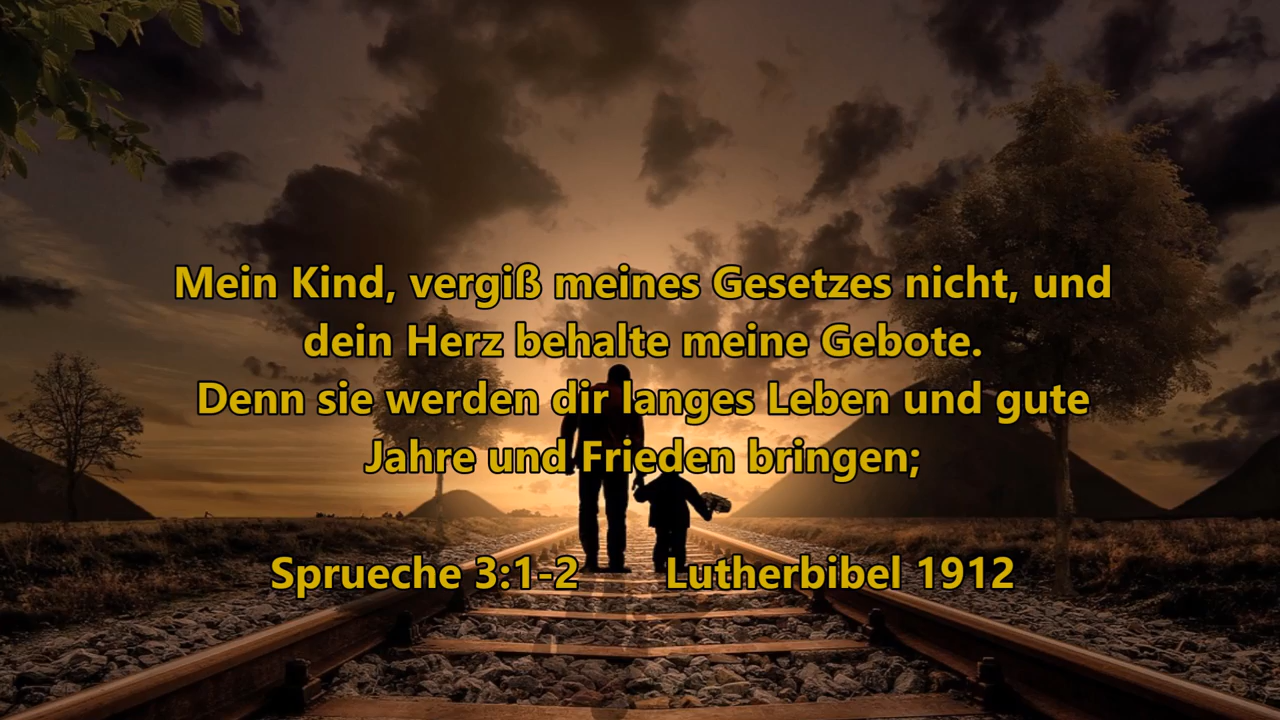 Mein Kind, vergiß meines Gesetzes nicht, und
dein Herz behalte meine Gebote.
Denn sie werden dir langes Leben und gute
Jahre und Frieden bringen;
Sprueche 3:1-2 Lutherbibel 1912